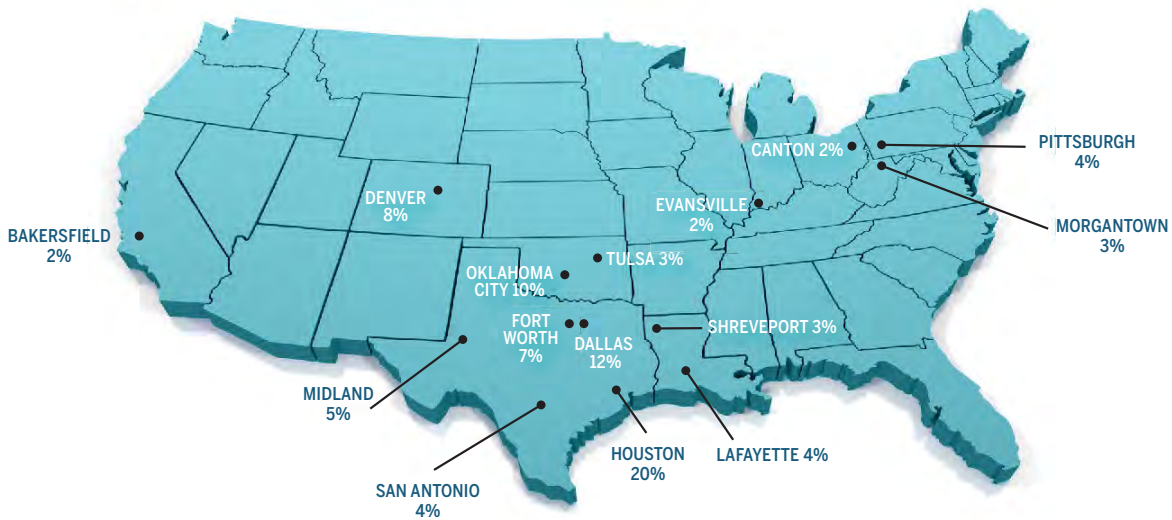 CANTON 2%
PITTSBURGH
4%
DENVER
8%
EVANSVILLE
2%
MORGANTOWN
3%
BAKERSFIELD
2%
TULSA 3%
OKLAHOMA
CITY 10%
FORT
WORTH
7%
DALLAS
12%
SHREVEPORT 3%
MIDLAND
5%
HOUSTON
20%
LAFAYETTE 4%
SAN ANTONIO
4%